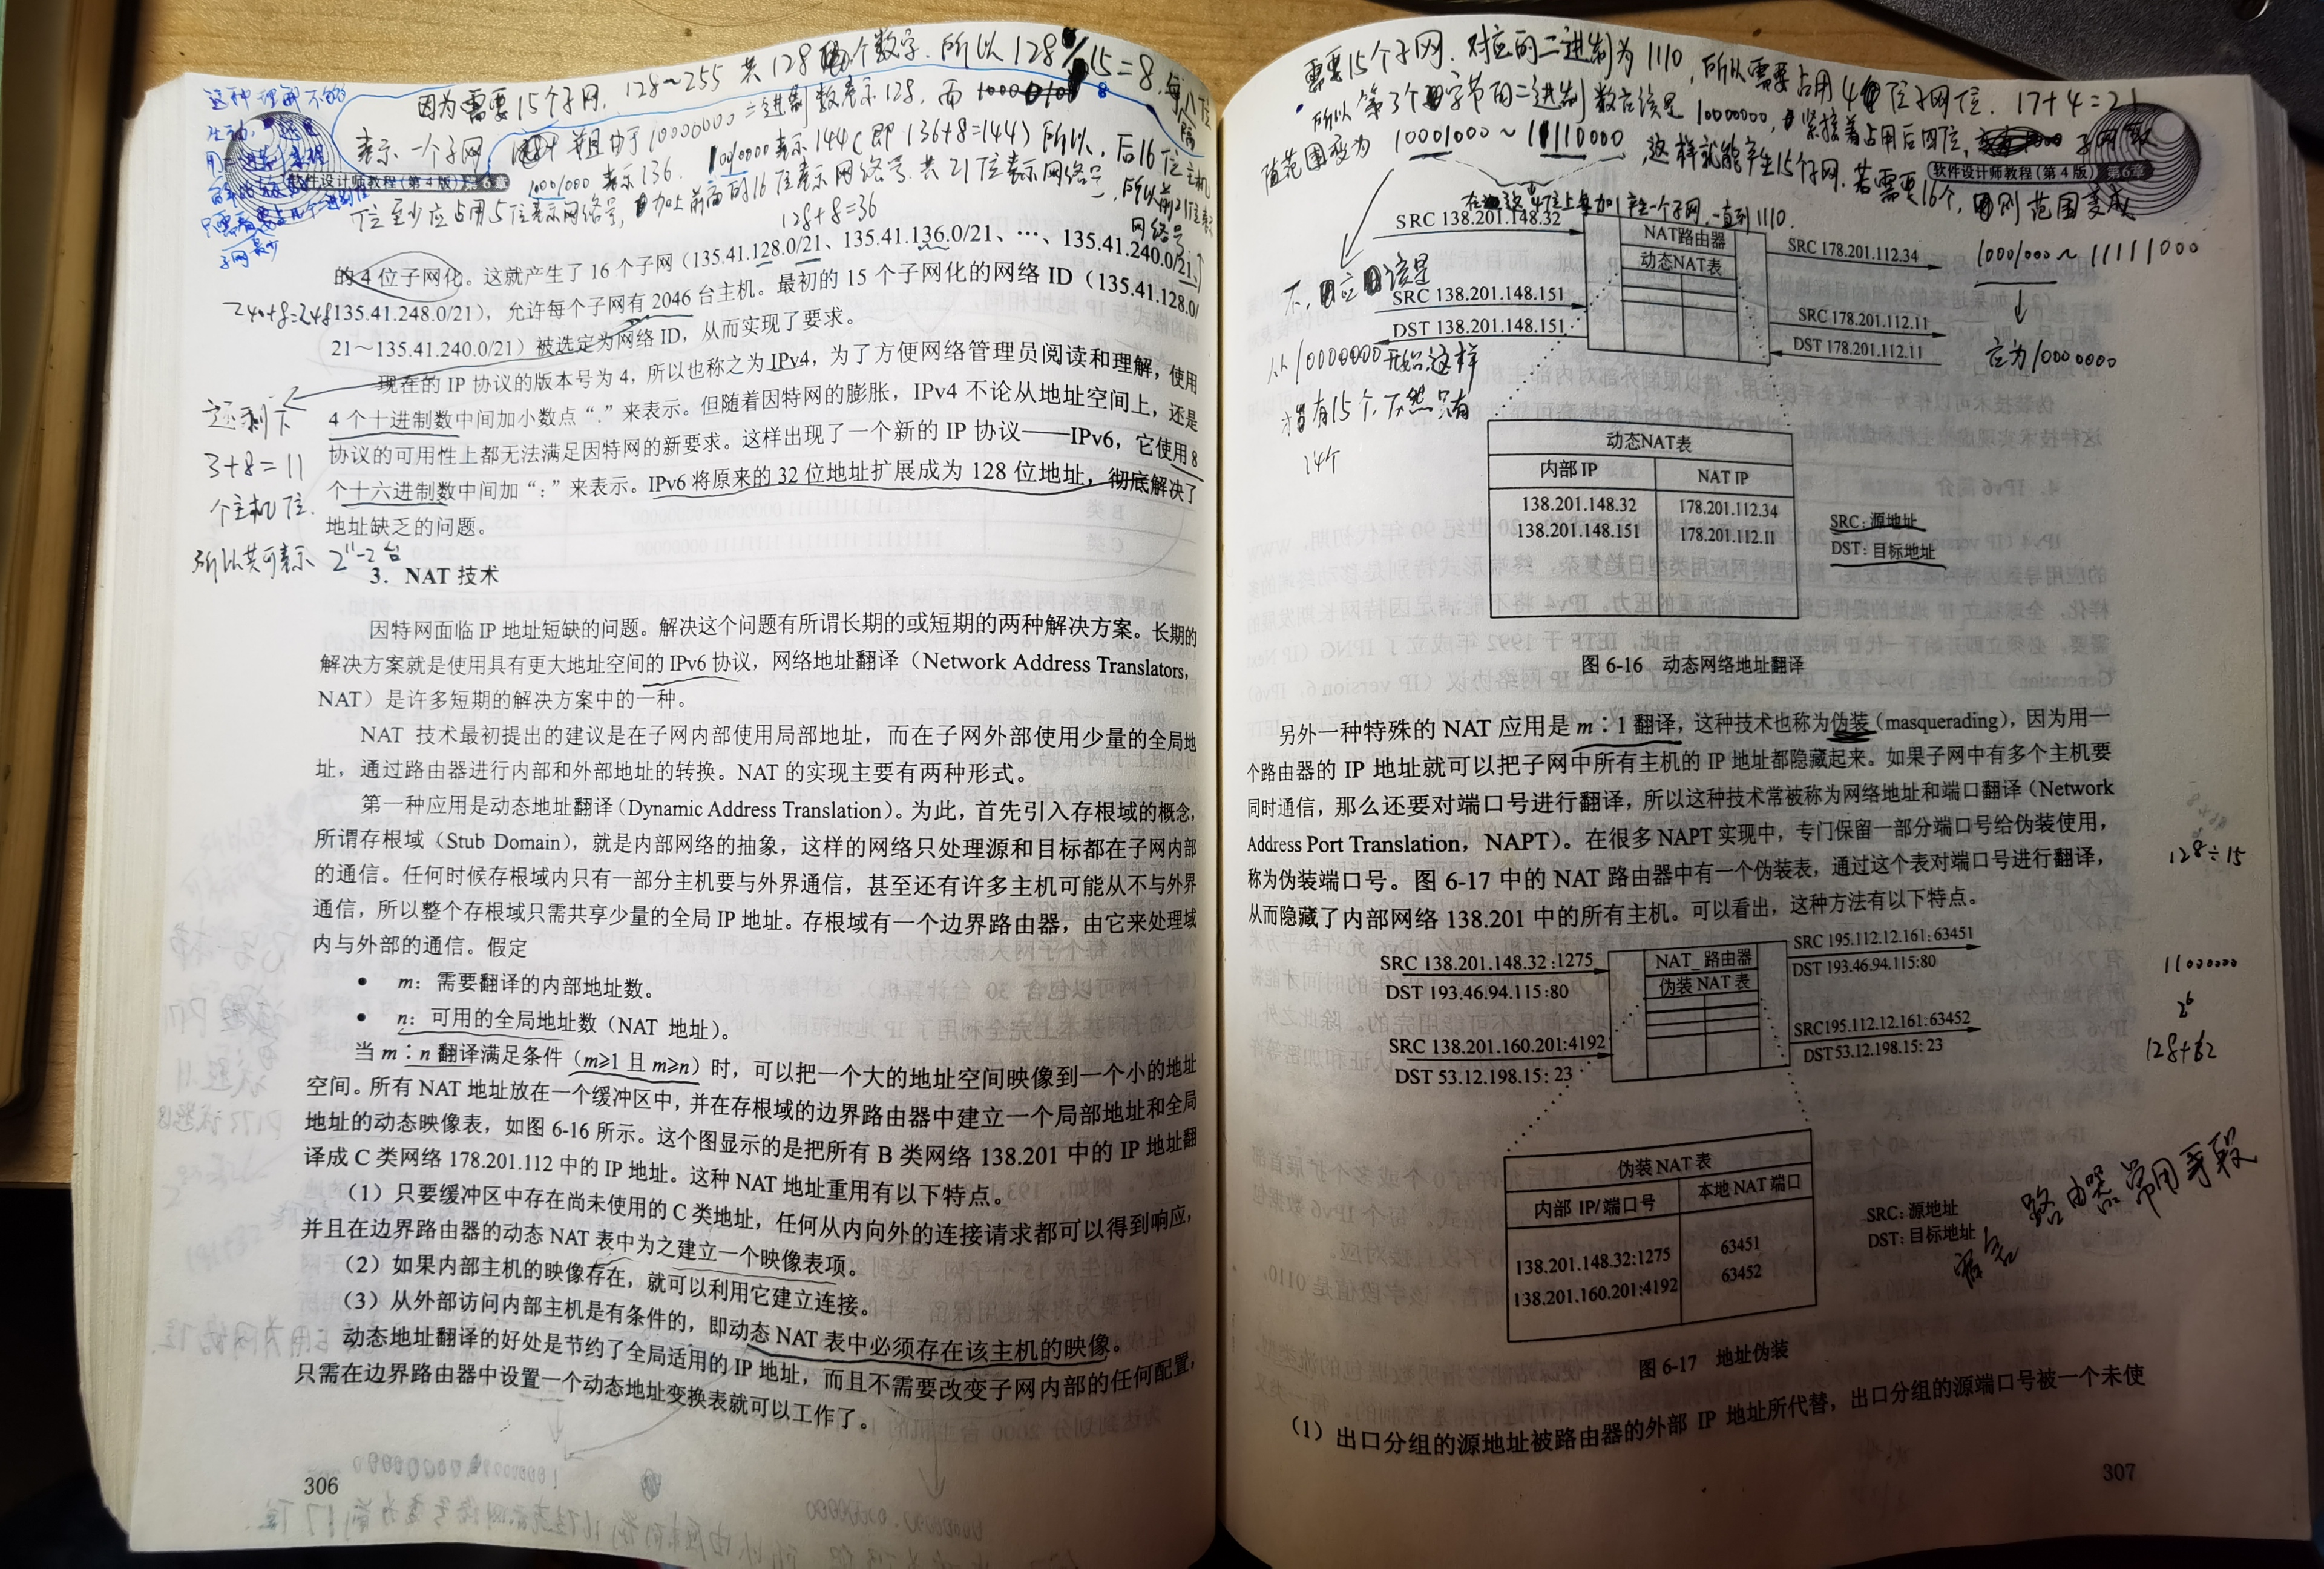 因为需要15个子网. 128~255 共128个数字. 所以128/15=8. 每八位
表示一个子网
并且由于10000000二进制数表示128, 而
10001000 表示136. 10010000表示144(即136+8=144)所以, 后16位主机
位至少应占用5位表示网络号, 加上前面的16位表示网络号. 共21位表示网络号, 所以前21位表示
网络号
128+8=36
这种理解不够
软件设计师教程(第4版) 第6章
的4位子网化。这就产生了16个子网(135.41.128.0/21、135.41.136.0/21、…、135.41.240.0/21、
240+8=248
135.41.248.0/21),允许每个子网有2046台主机。最初的15个子网化的网络ID(135.41.128.0/
21~135.41.240.0/21)被选定为网络ID,从而实现了要求。
现在的IP协议的版本号为4,所以也称之为IPv4,为了方便网络管理员阅读和理解,使用
4个十进制数中间加小数点“.”来表示。但随着因特网的膨胀,IPv4不论从地址空间上,还是
协议的可用性上都无法满足因特网的新要求。这样出现了一个新的IP协议——IPv6,它使用8
个十六进制数中间加“:”来表示。IPv6将原来的32位地址扩展成为128位地址,彻底解决了
地址缺乏的问题。
还剩下
3+8=11
个主机位.
所以共可表示 2¹¹-2台
3. NAT技术
因特网面临IP地址短缺的问题。解决这个问题有所谓长期的或短期的两种解决方案。长期的
解决方案就是使用具有更大地址空间的IPv6协议,网络地址翻译(Network Address Translators,
NAT)是许多短期的解决方案中的一种。
NAT 技术最初提出的建议是在子网内部使用局部地址,而在子网外部使用少量的全局地
址,通过路由器进行内部和外部地址的转换。NAT的实现主要有两种形式。
第一种应用是动态地址翻译(Dynamic Address Translation)。为此,首先引入存根域的概念,
所谓存根域(Stub Domain),就是内部网络的抽象,这样的网络只处理源和目标都在子网内部
的通信。任何时候存根域内只有一部分主机要与外界通信,甚至还有许多主机可能从不与外界
通信,所以整个存根域只需共享少量的全局IP地址。存根域有一个边界路由器,由它来处理域
内与外部的通信。假定
• m:需要翻译的内部地址数。
• n:可用的全局地址数(NAT 地址)。
当m∶n翻译满足条件(m≥1且m≥n)时,可以把一个大的地址空间映像到一个小的地址
空间。所有NAT地址放在一个缓冲区中,并在存根域的边界路由器中建立一个局部地址和全局
地址的动态映像表,如图6-16所示。这个图显示的是把所有B类网络138.201中的IP地址翻
译成C类网络178.201.112中的IP地址。这种NAT地址重用有以下特点。
(1)只要缓冲区中存在尚未使用的C类地址,任何从内向外的连接请求都可以得到响应,
并且在边界路由器的动态NAT表中为之建立一个映像表项。
(2)如果内部主机的映像存在,就可以利用它建立连接。
(3)从外部访问内部主机是有条件的,即动态NAT表中必须存在该主机的映像。
动态地址翻译的好处是节约了全局适用的IP地址,而且不需要改变子网内部的任何配置,
只需在边界路由器中设置一个动态地址变换表就可以工作了。
306
需要15个子网. 对应的二进制为1110, 所以需要占用4位子网位. 17+4=21
所以第3个字节的二进制数应该是10000000, 紧接着占用后四位, 子网取
值范围变为 10001000~11110000, 这样就能产生15个子网. 若需要16个, 则范围变成
在这4位上每加1产生一个子网一直到1110.
10001000~11111000
应为10000000
软件设计师教程(第4版) 第6章
不, 应该是
从10000000开始这样
才有15个, 不然只有
14个
SRC 138.201.148.32
NAT路由器
动态NAT表
SRC 178.201.112.34
SRC 138.201.148.151
DST 138.201.148.151
SRC 178.201.112.11
DST 178.201.112.11
动态NAT表
内部IP NAT IP
138.201.148.32 178.201.112.34
138.201.148.151 178.201.112.11
SRC:源地址
DST:目标地址
图 6-16 动态网络地址翻译
另外一种特殊的NAT应用是m∶1翻译,这种技术也称为伪装(masquerading),因为用一
个路由器的IP地址就可以把子网中所有主机的IP地址都隐藏起来。如果子网中有多个主机要
同时通信,那么还要对端口号进行翻译,所以这种技术常被称为网络地址和端口翻译(Network
Address Port Translation,NAPT)。在很多NAPT实现中,专门保留一部分端口号给伪装使用,
称为伪装端口号。图6-17中的NAT路由器中有一个伪装表,通过这个表对端口号进行翻译,
从而隐藏了内部网络138.201中的所有主机。可以看出,这种方法有以下特点。
128÷15
11000000
2⁶
128+62
SRC 138.201.148.32 :1275
DST 193.46.94.115:80
NAT_路由器
伪装NAT表
SRC 195.112.12.161:63451
DST 193.46.94.115:80
SRC 138.201.160.201:4192
DST 53.12.198.15: 23
SRC195.112.12.161:63452
DST53.12.198.15: 23
伪装NAT表
内部IP/端口号 本地NAT端口
138.201.148.32:1275 63451
138.201.160.201:4192 63452
SRC:源地址
DST:目标地址
路由器常用手段
图 6-17 地址伪装
(1)出口分组的源地址被路由器的外部IP地址所代替,出口分组的源端口号被一个未使
307